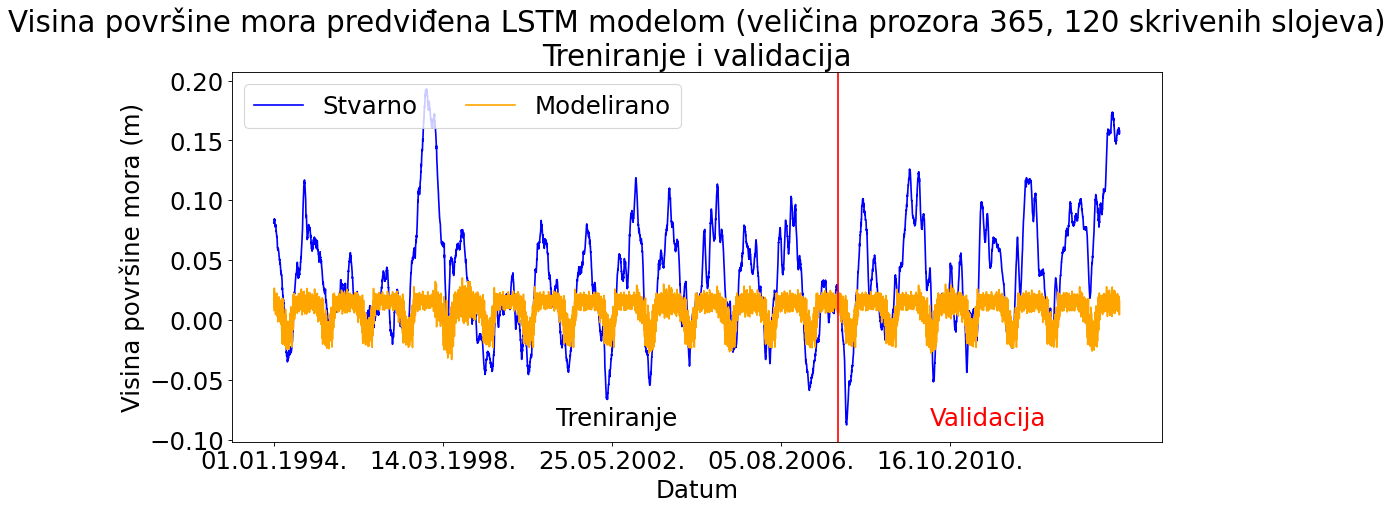 Visina površine mora predviđena LSTM modelom (veličina prozora 365, 120 skrivenih slojeva)
Treniranje i validacija
Stvarno
Modelirano
Visina površine mora (m)
0.20
0.15
0.10
0.05
0.00
−0.05
−0.10
Treniranje
Validacija
01.01.1994.
14.03.1998.
25.05.2002.
05.08.2006.
16.10.2010.
Datum